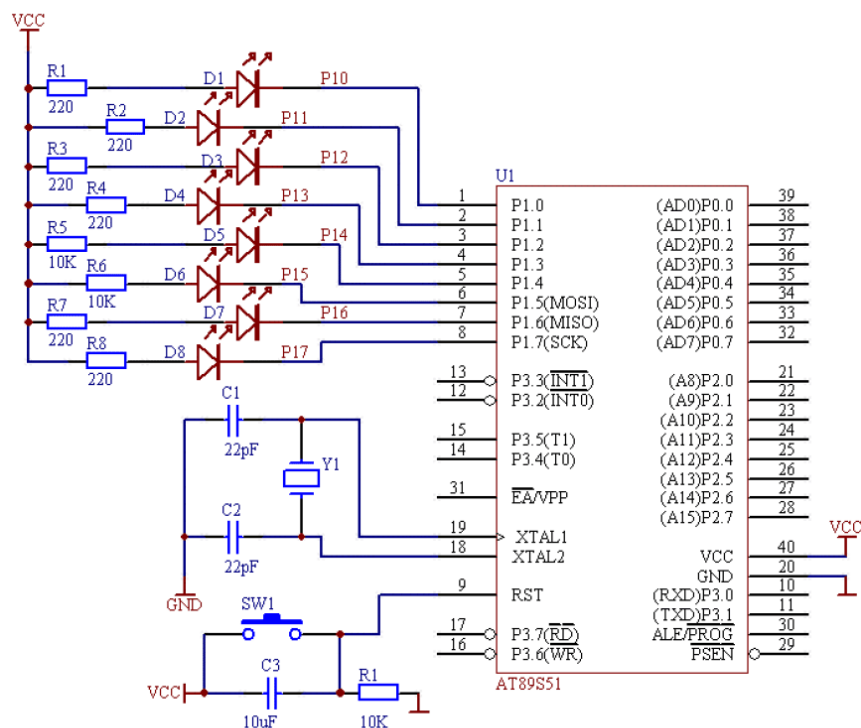 VCC
R1 D1 P10
220
R2 D2 P11
220
R3 D3 P12
220
R4 D4 P13
220
R5 D5 P14
10K
R6 D6 P15
10K
R7 D7 P16
220
R8 D8 P17
220
C1
22pF
Y1
C2
22pF
GND
SW1
VCC
C3
10uF
R1
10K
U1
1 P1.0 (AD0)P0.0 39
2 P1.1 (AD1)P0.1 38
3 P1.2 (AD2)P0.2 37
4 P1.3 (AD3)P0.3 36
5 P1.4 (AD4)P0.4 35
6 P1.5(MOSI) (AD5)P0.5 34
7 P1.6(MISO) (AD6)P0.6 33
8 P1.7(SCK) (AD7)P0.7 32
13 P3.3(INT1) (A8)P2.0 21
12 P3.2(INT0) (A9)P2.1 22
(A10)P2.2 23
15 P3.5(T1) (A11)P2.3 24
14 P3.4(T0) (A12)P2.4 25
(A13)P2.5 26
31 EA/VPP (A14)P2.6 27
(A15)P2.7 28
19 XTAL1
18 XTAL2 VCC 40
VCC
GND 20
9 RST (RXD)P3.0 10
(TXD)P3.1 11
17 P3.7(RD) ALE/PROG 30
16 P3.6(WR) PSEN 29
AT89S51